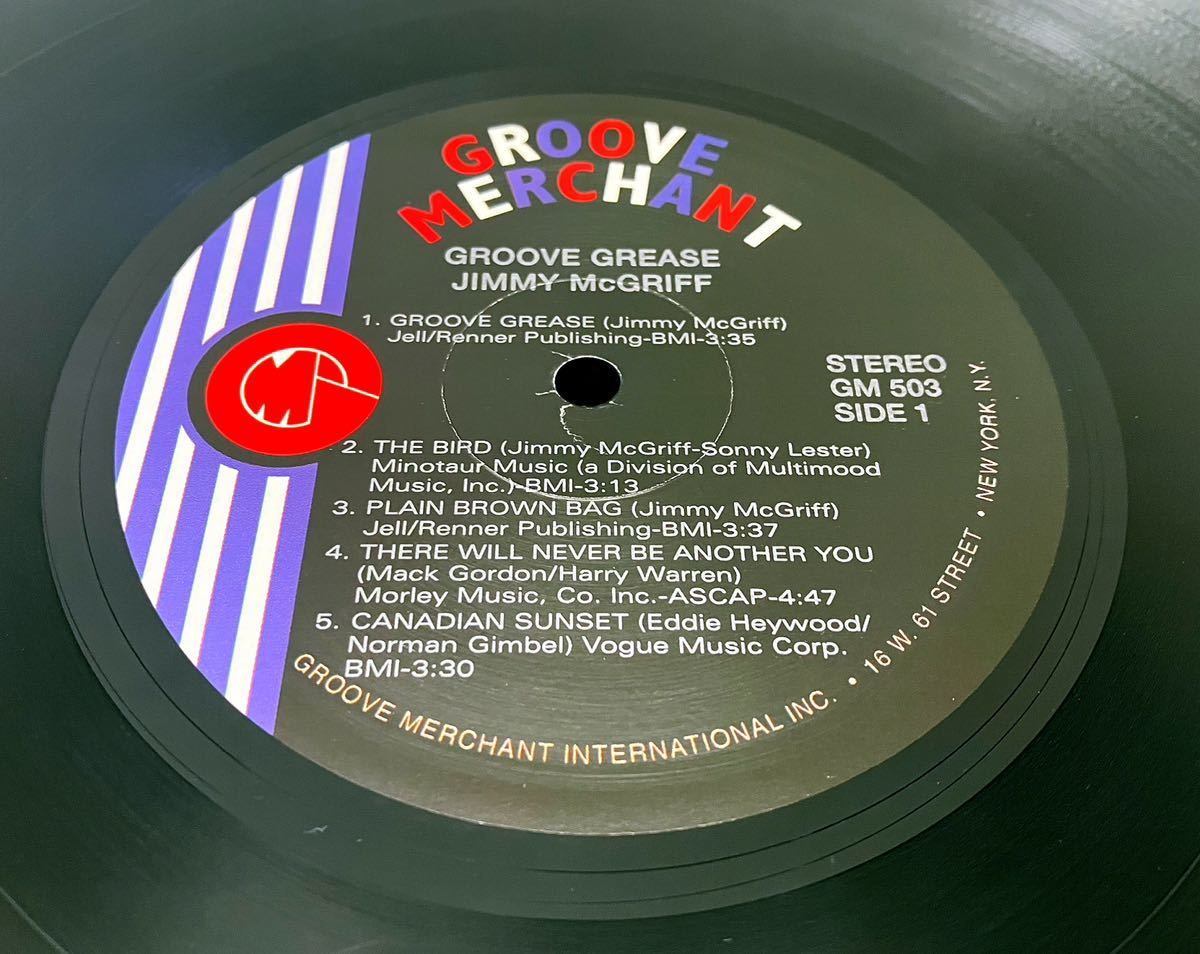 GROOVE
MERCHANT
GROOVE GREASE
JIMMY McGRIFF
1. GROOVE GREASE (Jimmy McGriff)
Jell/Renner Publishing-BMI-3:35
STEREO
GM 503
SIDE 1
2. THE BIRD (Jimmy McGriff-Sonny Lester)
Minotaur Music (a Division of Multimood
Music, Inc.)-BMI-3:13
3. PLAIN BROWN BAG (Jimmy McGriff)
Jell/Renner Publishing-BMI-3:37
4. THERE WILL NEVER BE ANOTHER YOU
(Mack Gordon/Harry Warren)
Morley Music, Co. Inc.-ASCAP-4:47
5. CANADIAN SUNSET (Eddie Heywood/
Norman Gimbel) Vogue Music Corp.
BMI-3:30
GROOVE MERCHANT INTERNATIONAL INC. • 16 W. 61 STREET • NEW YORK, N.Y.